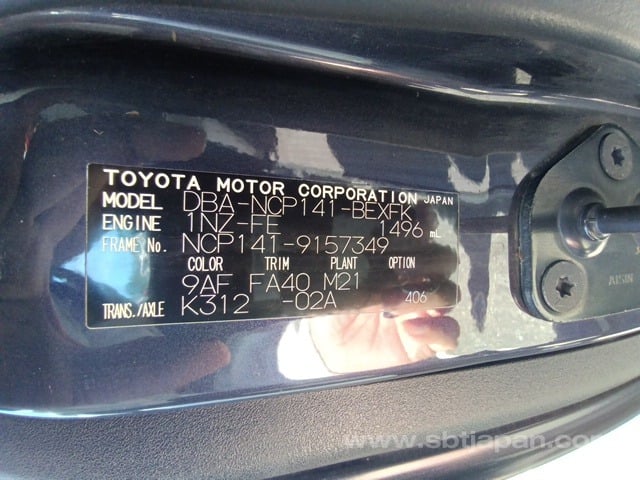 TOYOTA MOTOR CORPORATION JAPAN
MODEL DBA-NCP141-BEXFK
ENGINE 1NZ-FE 1496 mL
FRAME No. NCP141-9157349
COLOR TRIM PLANT OPTION
9AF FA40 M21
TRANS./AXLE K312 -02A 406
AISIN
www.sbtjapan.com